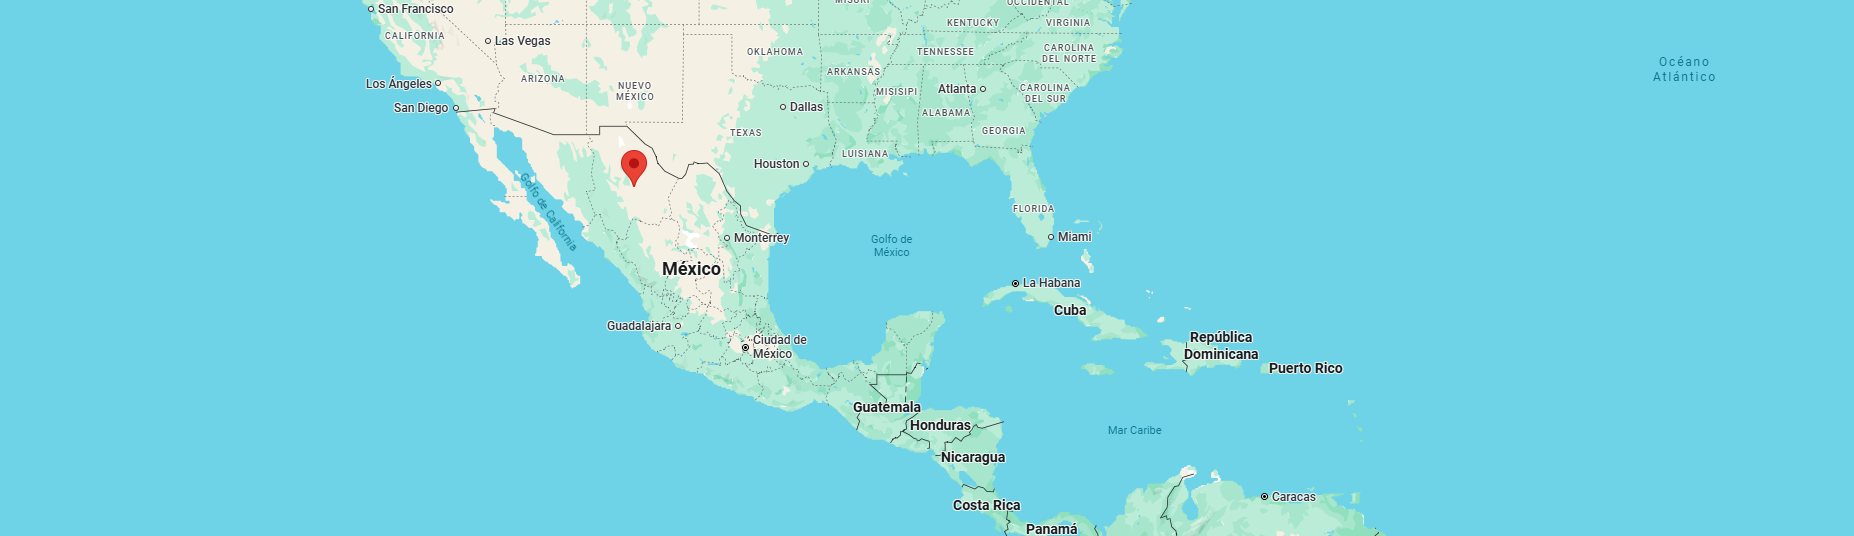 MISURI
OCCIDENTAL
San Francisco
KENTUCKY
VIRGINIA
CALIFORNIA
Las Vegas
OKLAHOMA
TENNESSEE
CAROLINA
DEL NORTE
Océano
Atlántico
ARKANSAS
ARIZONA
Los Ángeles
NUEVO
MÉXICO
MISISIPI
Atlanta
CAROLINA
DEL SUR
San Diego
Dallas
ALABAMA
TEXAS
GEORGIA
Houston
LUISIANA
Golfo de California
FLORIDA
Monterrey
Golfo de
México
Miami
México
La Habana
Cuba
Guadalajara
Ciudad de
México
República
Dominicana
Puerto Rico
Guatemala
Honduras
Mar Caribe
Nicaragua
Caracas
Costa Rica
Panamá